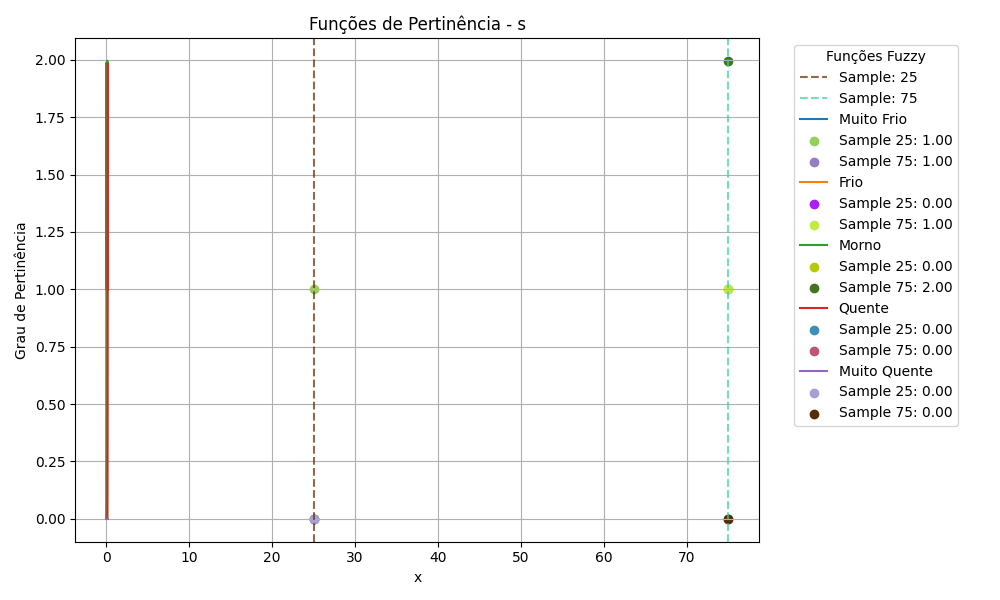 Funções de Pertinência - s
Grau de Pertinência
2.00
1.75
1.50
1.25
1.00
0.75
0.50
0.25
0.00
0 10 20 30 40 50 60 70
x
Funções Fuzzy
Sample: 25
Sample: 75
Muito Frio
Sample 25: 1.00
Sample 75: 1.00
Frio
Sample 25: 0.00
Sample 75: 1.00
Morno
Sample 25: 0.00
Sample 75: 2.00
Quente
Sample 25: 0.00
Sample 75: 0.00
Muito Quente
Sample 25: 0.00
Sample 75: 0.00